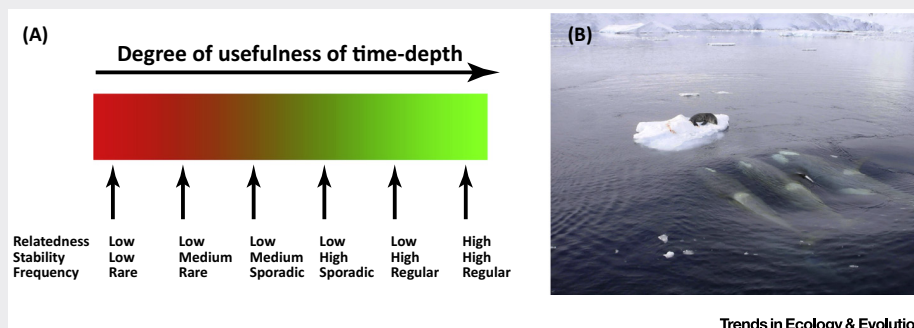 (A)
Degree of usefulness of time-depth
Relatedness Low Low Low Low Low High
Stability Low Medium Medium High High High
Frequency Rare Rare Sporadic Sporadic Regular Regular
(B)
Trends in Ecology & Evolutio